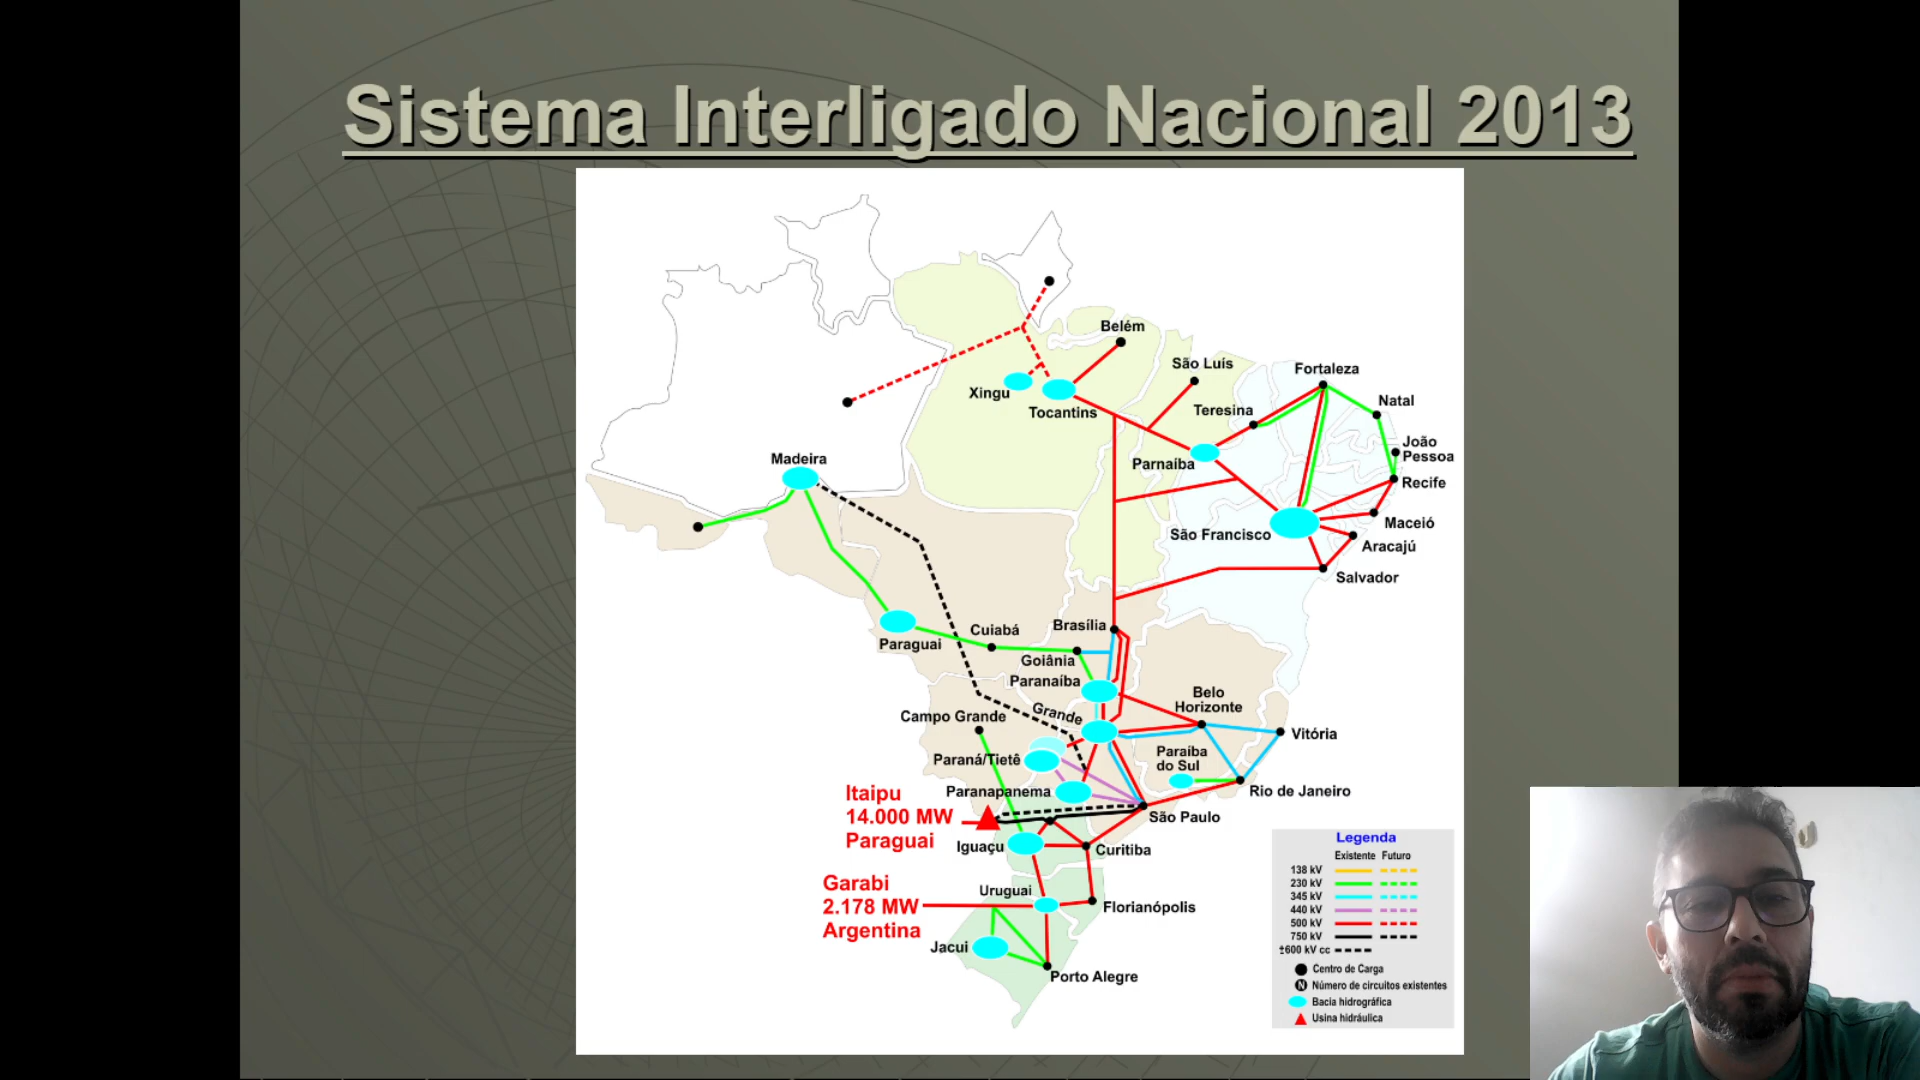 Sistema Interligado Nacional 2013
Belém
São Luís
Fortaleza
Xingu
Tocantins
Teresina
Natal
João
Pessoa
Madeira
Parnaíba
Recife
São Francisco
Maceió
Aracajú
Salvador
Cuiabá
Brasília
Paraguai
Goiânia
Paranaíba
Belo
Horizonte
Campo Grande
Grande
Vitória
Paraná/Tietê
Paraíba
do Sul
Paranapanema
Rio de Janeiro
Itaipu
14.000 MW
Paraguai
São Paulo
Iguaçu
Curitiba
Garabi
2.178 MW
Argentina
Uruguai
Florianópolis
Jacui
Porto Alegre
Legenda
Existente Futuro
138 kV
230 kV
345 kV
440 kV
500 kV
750 kV
±600 kV cc
Centro de Carga
N Número de circuitos existentes
Bacia hidrográfica
Usina hidráulica